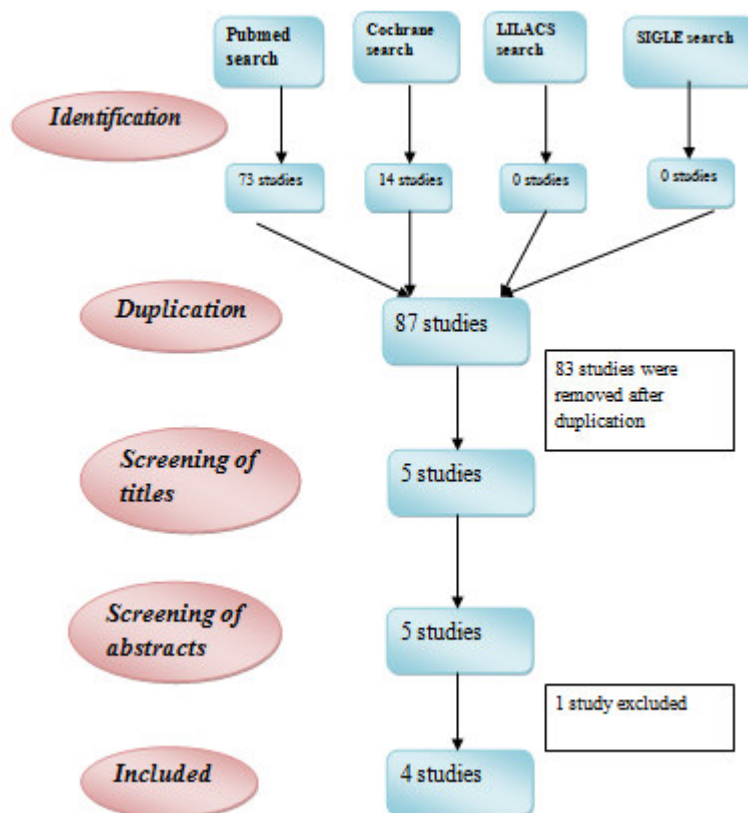 Pubmed
search
Cochrane
search
LILACS
search
SIGLE search
Identification
73 studies
14 studies
0 studies
0 studies
Duplication
87 studies
83 studies were
removed after
duplication
Screening of
titles
5 studies
Screening of
abstracts
5 studies
1 study excluded
Included
4 studies